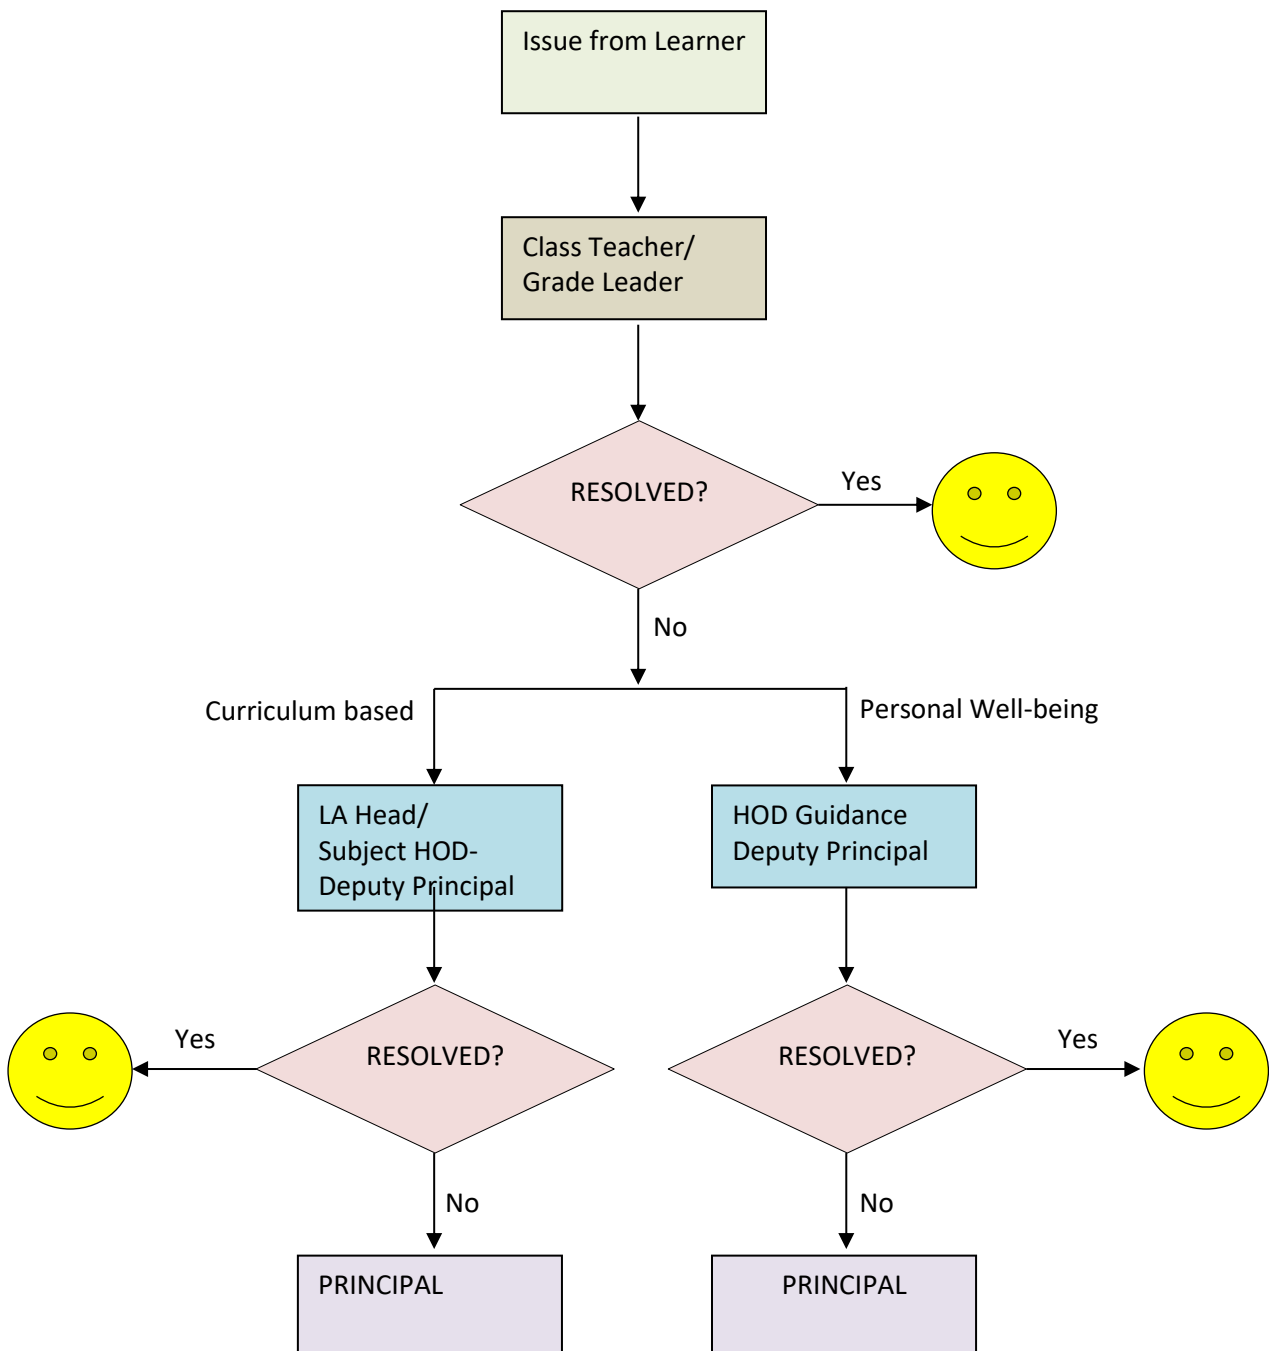 Issue from Learner
Class Teacher/
Grade Leader
RESOLVED?
Yes
No
Curriculum based
Personal Well-being
LA Head/
Subject HOD-
Deputy Principal
HOD Guidance
Deputy Principal
Yes
RESOLVED?
RESOLVED?
Yes
No
No
PRINCIPAL
PRINCIPAL